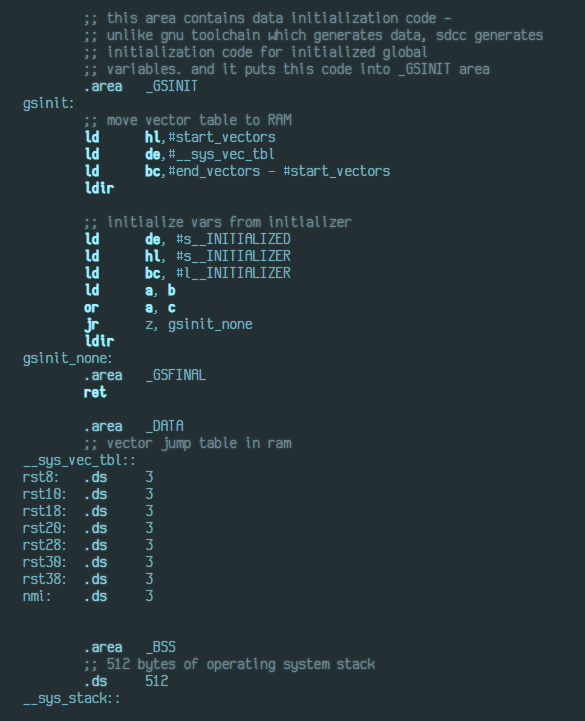 ;; this area contains data initialization code -
;; unlike gnu toolchain which generates data, sdcc generates
;; initialization code for initialized global
;; variables. and it puts this code into _GSINIT area
.area _GSINIT
gsinit:
;; move vector table to RAM
ld hl,#start_vectors
ld de,#__sys_vec_tbl
ld bc,#end_vectors - #start_vectors
ldir
;; initialize vars from initializer
ld de, #s__INITIALIZED
ld hl, #s__INITIALIZER
ld bc, #l__INITIALIZER
ld a, b
or a, c
jr z, gsinit_none
ldir
gsinit_none:
.area _GSFINAL
ret
.area _DATA
;; vector jump table in ram
__sys_vec_tbl::
rst8: .ds 3
rst10: .ds 3
rst18: .ds 3
rst20: .ds 3
rst28: .ds 3
rst30: .ds 3
rst38: .ds 3
nmi: .ds 3
.area _BSS
;; 512 bytes of operating system stack
.ds 512
__sys_stack::